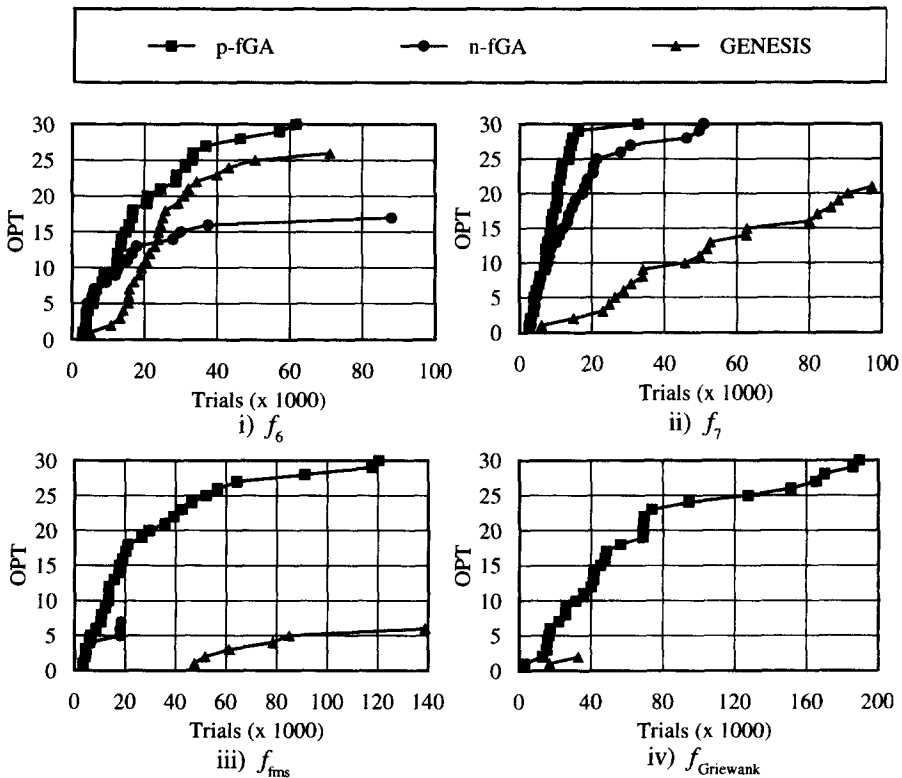 p-fGA n-fGA GENESIS
30
25
20
15
10
5
0
OPT
0 20 40 60 80 100
Trials (x 1000)
i) f6
30
25
20
15
10
5
0
OPT
0 20 40 60 80 100
Trials (x 1000)
ii) f7
30
25
20
15
10
5
0
OPT
0 20 40 60 80 100 120 140
Trials (x 1000)
iii) ffms
30
25
20
15
10
5
0
OPT
0 40 80 120 160 200
Trials (x 1000)
iv) fGriewank